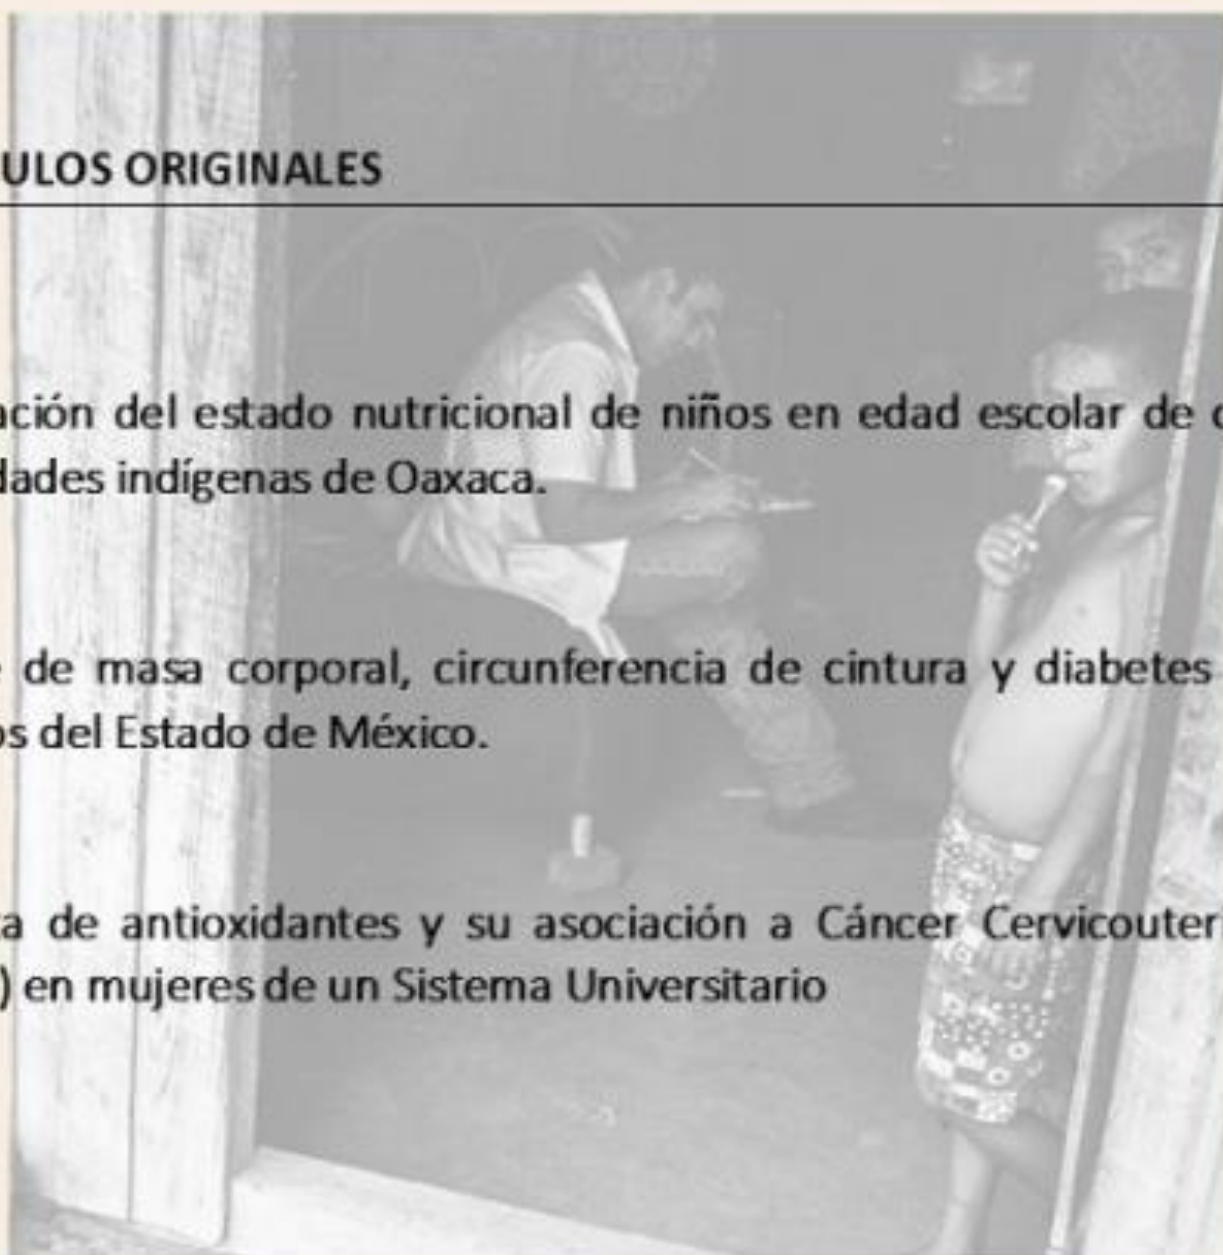 ULOS ORIGINALES
ación del estado nutricional de niños en edad escolar de
dades indígenas de Oaxaca.
de masa corporal, circunferencia de cintura y diabetes
os del Estado de México.
ta de antioxidantes y su asociación a Cáncer Cervicouter
) en mujeres de un Sistema Universitario